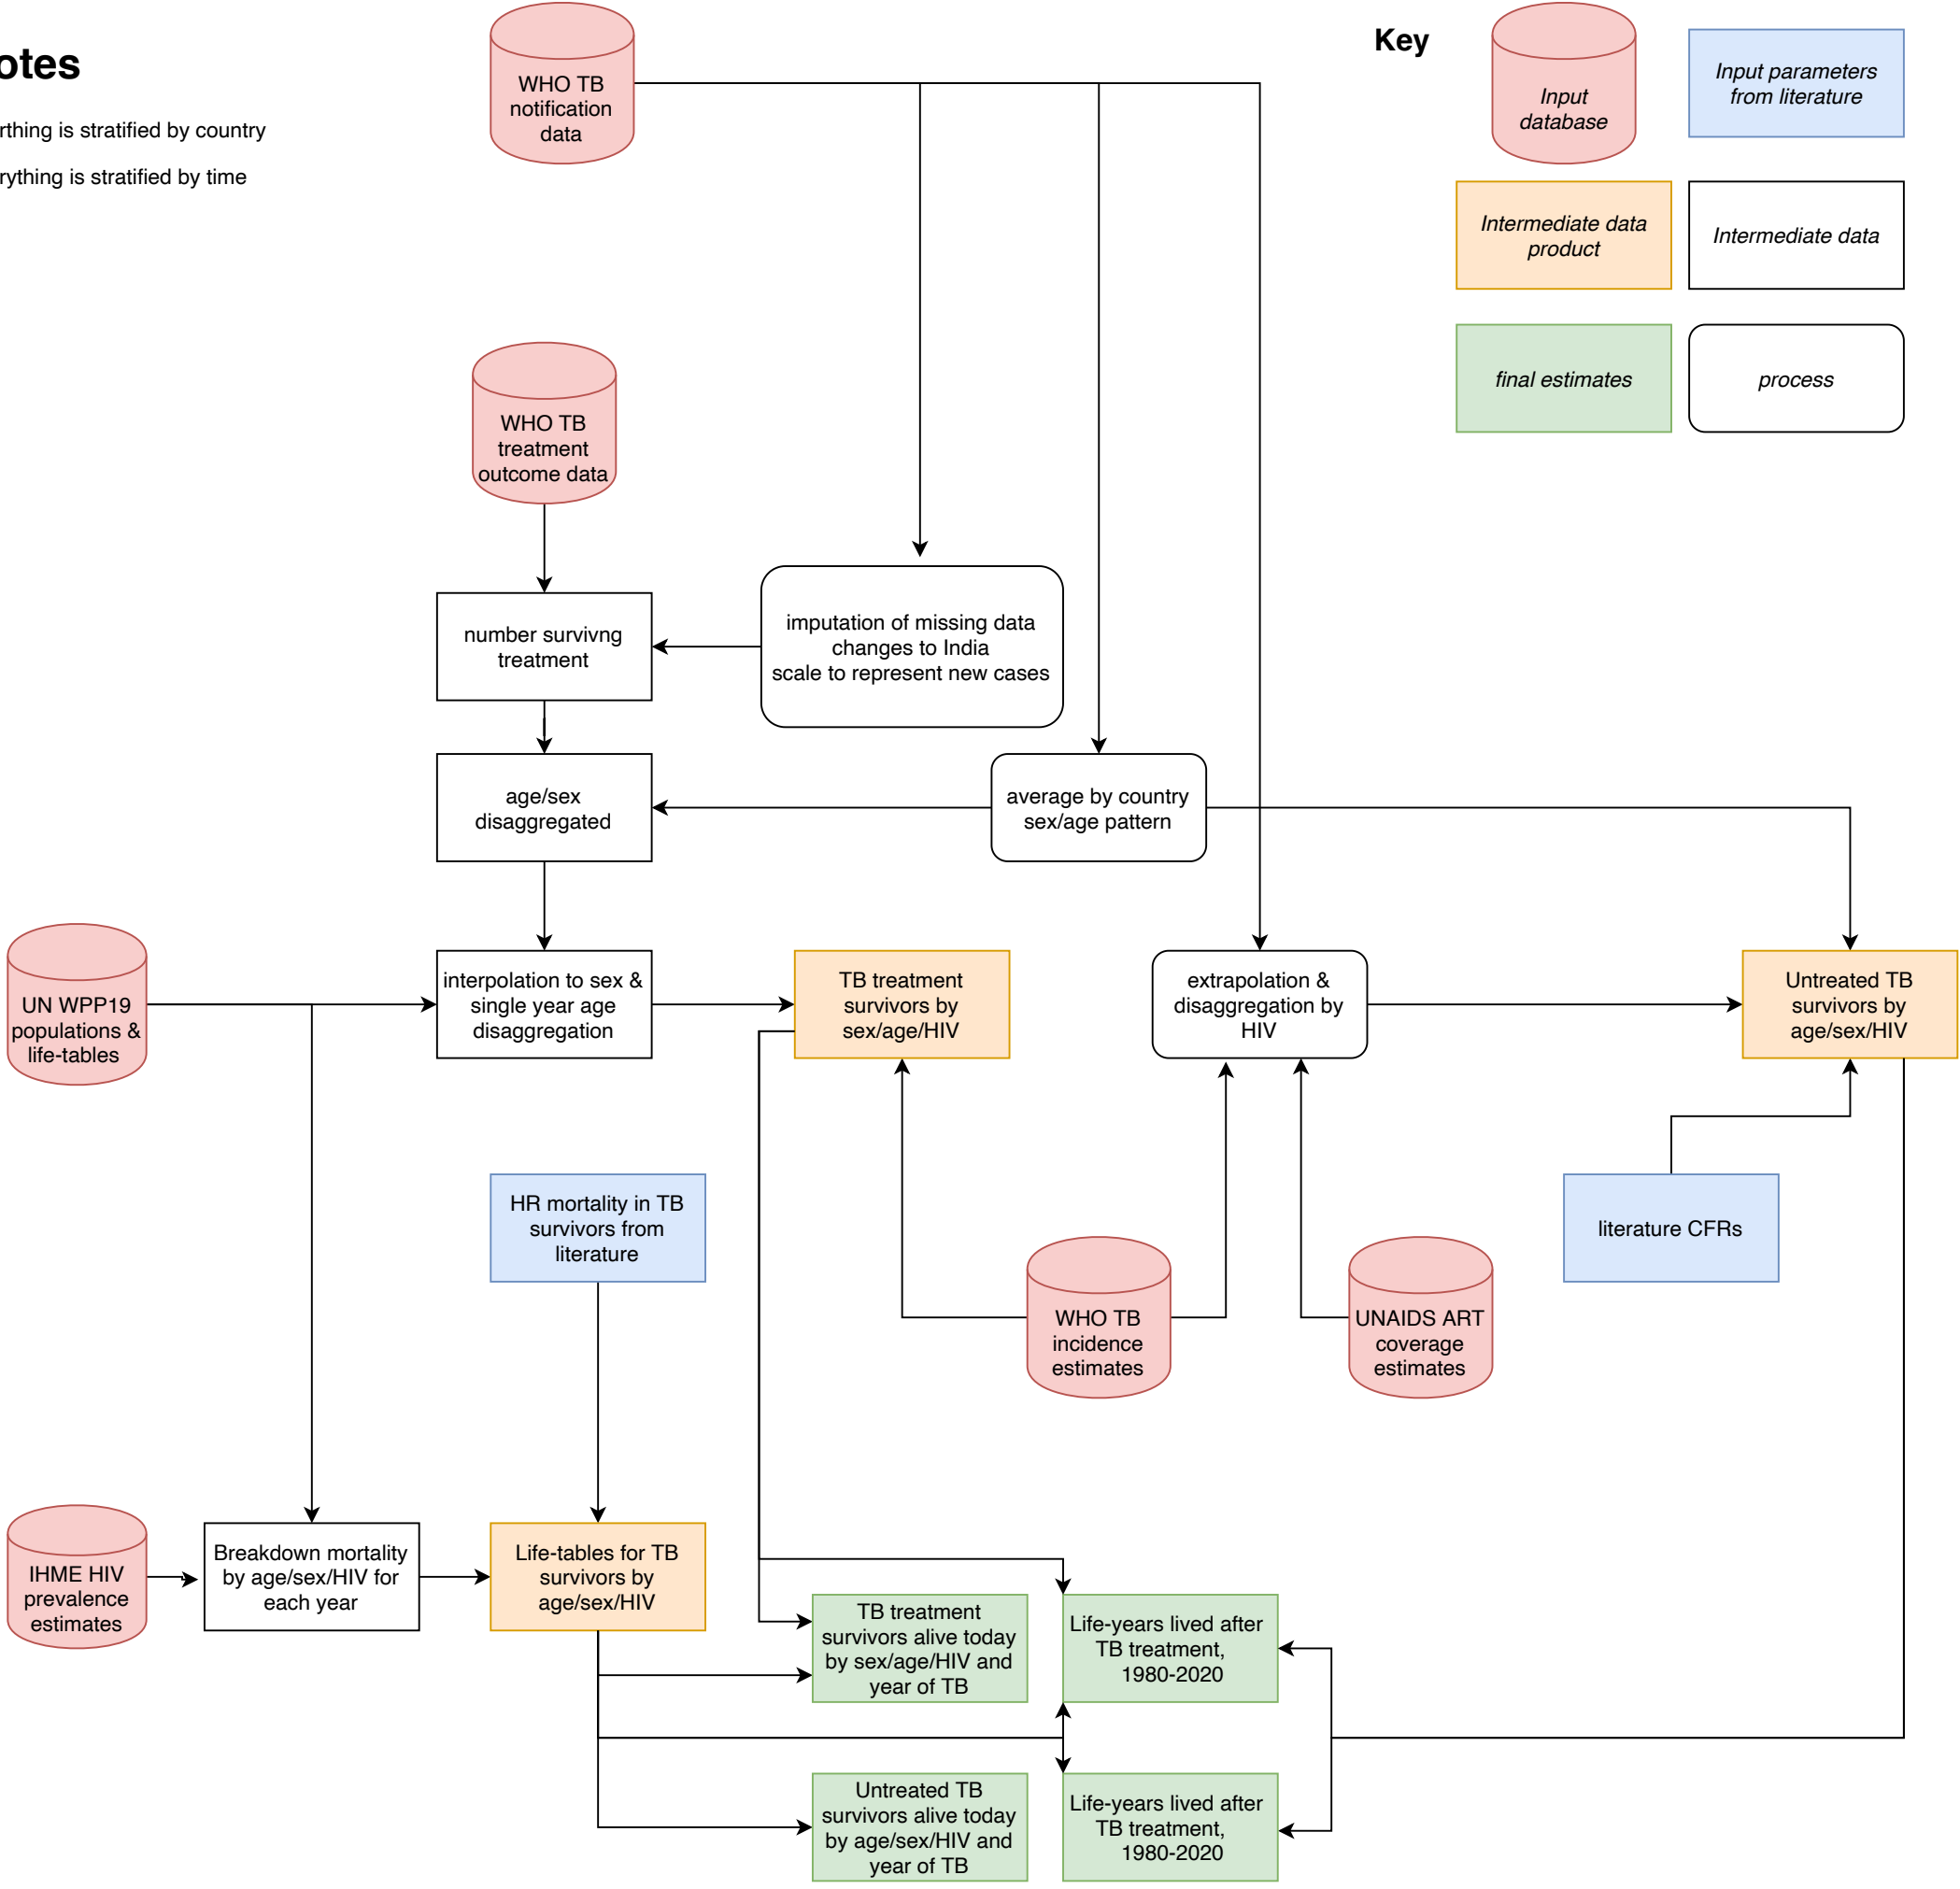 otes
rthing is stratified by country
rything is stratified by time
WHO TB
notification
data
Key
Input
database
Input parameters
from literature
Intermediate data
product
Intermediate data
final estimates
process
WHO TB
treatment
outcome data
number survivng
treatment
imputation of missing data
changes to India
scale to represent new cases
age/sex
disaggregated
average by country
sex/age pattern
UN WPP19
populations &
life-tables
interpolation to sex &
single year age
disaggregation
TB treatment
survivors by
sex/age/HIV
extrapolation &
disaggregation by
HIV
Untreated TB
survivors by
age/sex/HIV
HR mortality in TB
survivors from
literature
literature CFRs
WHO TB
incidence
estimates
UNAIDS ART
coverage
estimates
IHME HIV
prevalence
estimates
Breakdown mortality
by age/sex/HIV for
each year
Life-tables for TB
survivors by
age/sex/HIV
TB treatment
survivors alive today
by sex/age/HIV and
year of TB
Life-years lived after
TB treatment,
1980-2020
Untreated TB
survivors alive today
by age/sex/HIV and
year of TB
Life-years lived after
TB treatment,
1980-2020